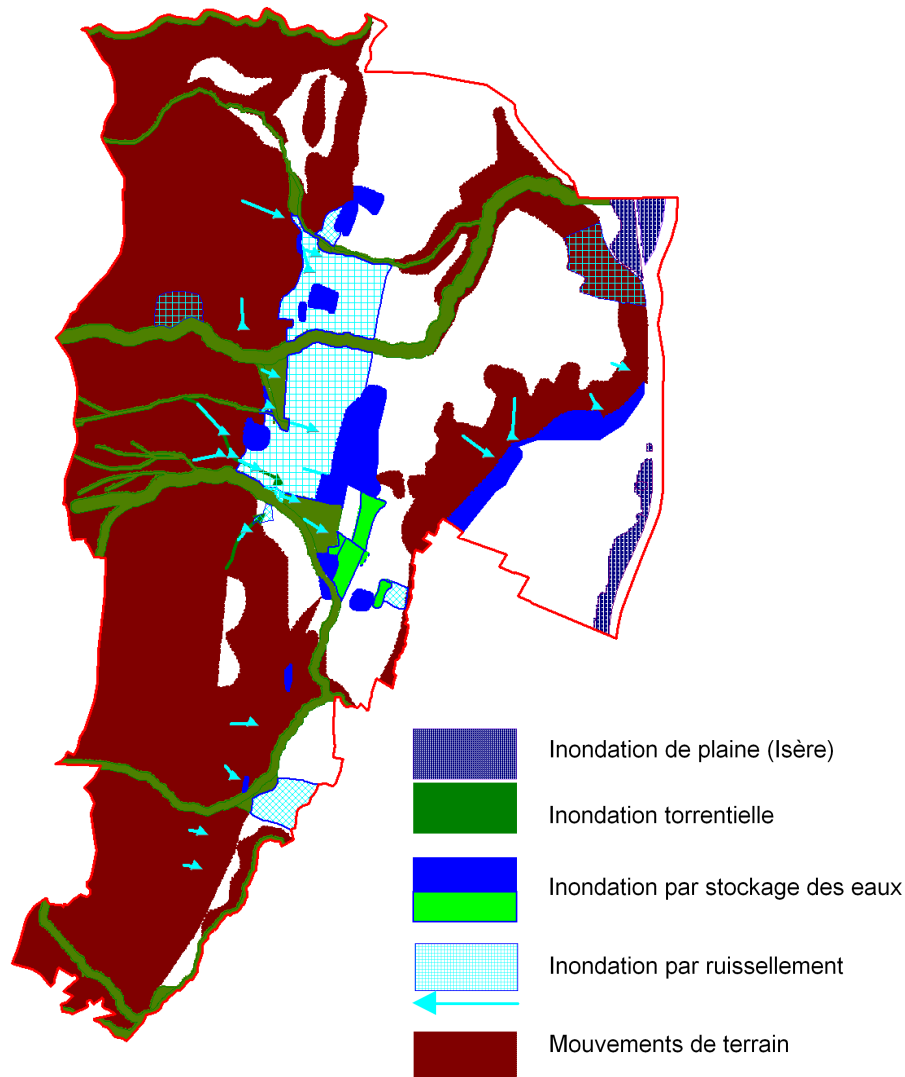 Inondation de plaine (Isère)
Inondation torrentielle
Inondation par stockage des eaux
Inondation par ruissellement
Mouvements de terrain